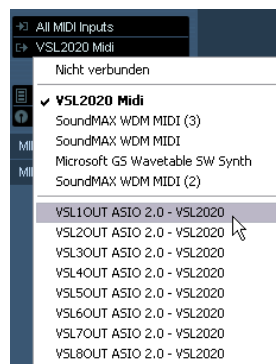 All MIDI Inputs
VSL2020 Midi
Nicht verbunden
VSL2020 Midi
SoundMAX WDM MIDI (3)
SoundMAX WDM MIDI
Microsoft GS Wavetable SW Synth
SoundMAX WDM MIDI (2)
MI
MI
VSL1OUT ASIO 2.0 - VSL2020
VSL2OUT ASIO 2.0 - VSL2020
VSL3OUT ASIO 2.0 - VSL2020
VSL4OUT ASIO 2.0 - VSL2020
VSL5OUT ASIO 2.0 - VSL2020
VSL6OUT ASIO 2.0 - VSL2020
VSL7OUT ASIO 2.0 - VSL2020
VSL8OUT ASIO 2.0 - VSL2020